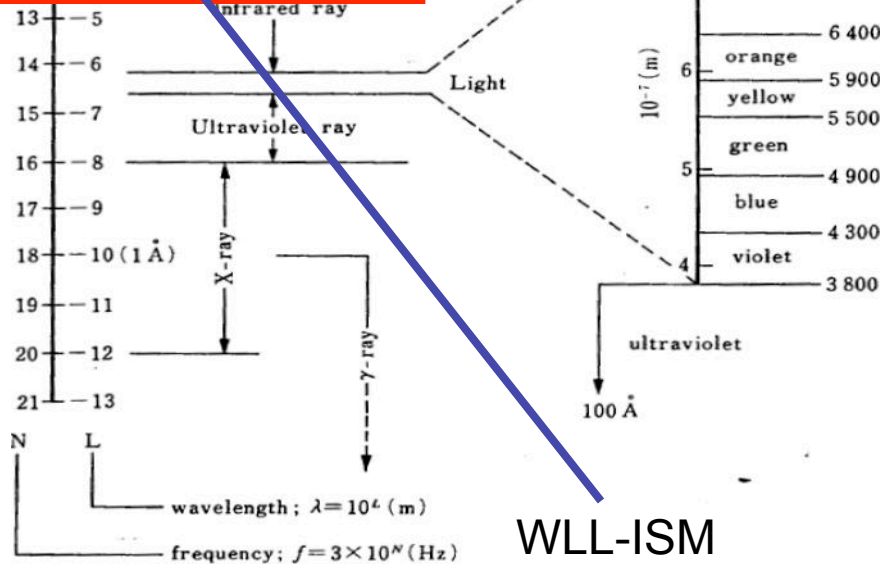 Infrared ray
13 −5
14 −6
Light
15 −7
Ultraviolet ray
16 −8
17 −9
X-ray
18 −10 (1 Å)
19 −11
20 −12
γ-ray
21 −13
N L
wavelength; λ=10^L (m)
frequency; f=3×10^N (Hz)
10⁻⁷ (m)
6 400
orange
6
5 900
yellow
5 500
green
5
4 900
blue
4 300
violet
4
3 800
ultraviolet
100 Å
WLL-ISM